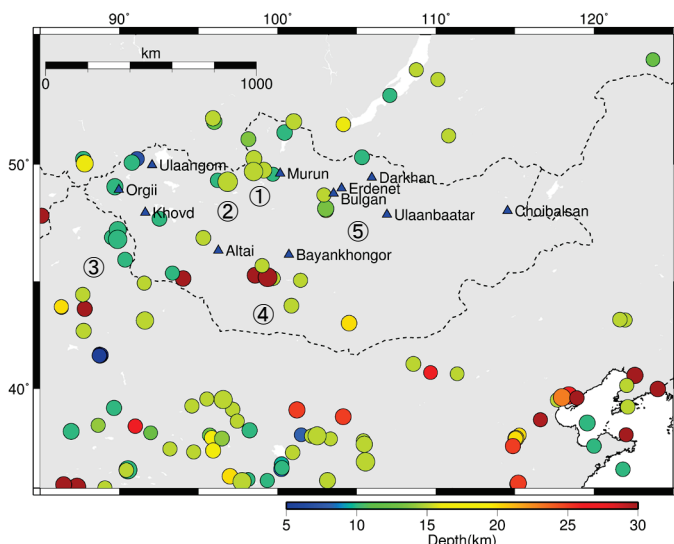 90° 100° 110° 120°
km
0 1000
50°
Ulaangom
Murun
Darkhan
Orgii
Erdenet
①
Bulgan
Khovd
②
Ulaanbaatar
Choibalsan
⑤
Altai
Bayankhongor
③
④
40°
5 10 15 20 25 30
Depth(km)